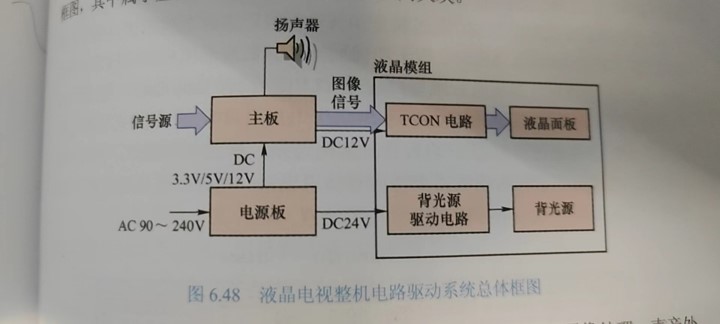 扬声器
液晶模组
图像
信号
信号源
主板
TCON 电路
液晶面板
DC12V
DC
3.3V/5V/12V
电源板
背光源
驱动电路
背光源
AC 90～240V
DC24V
图 6.48 液晶电视整机电路驱动系统总体框图